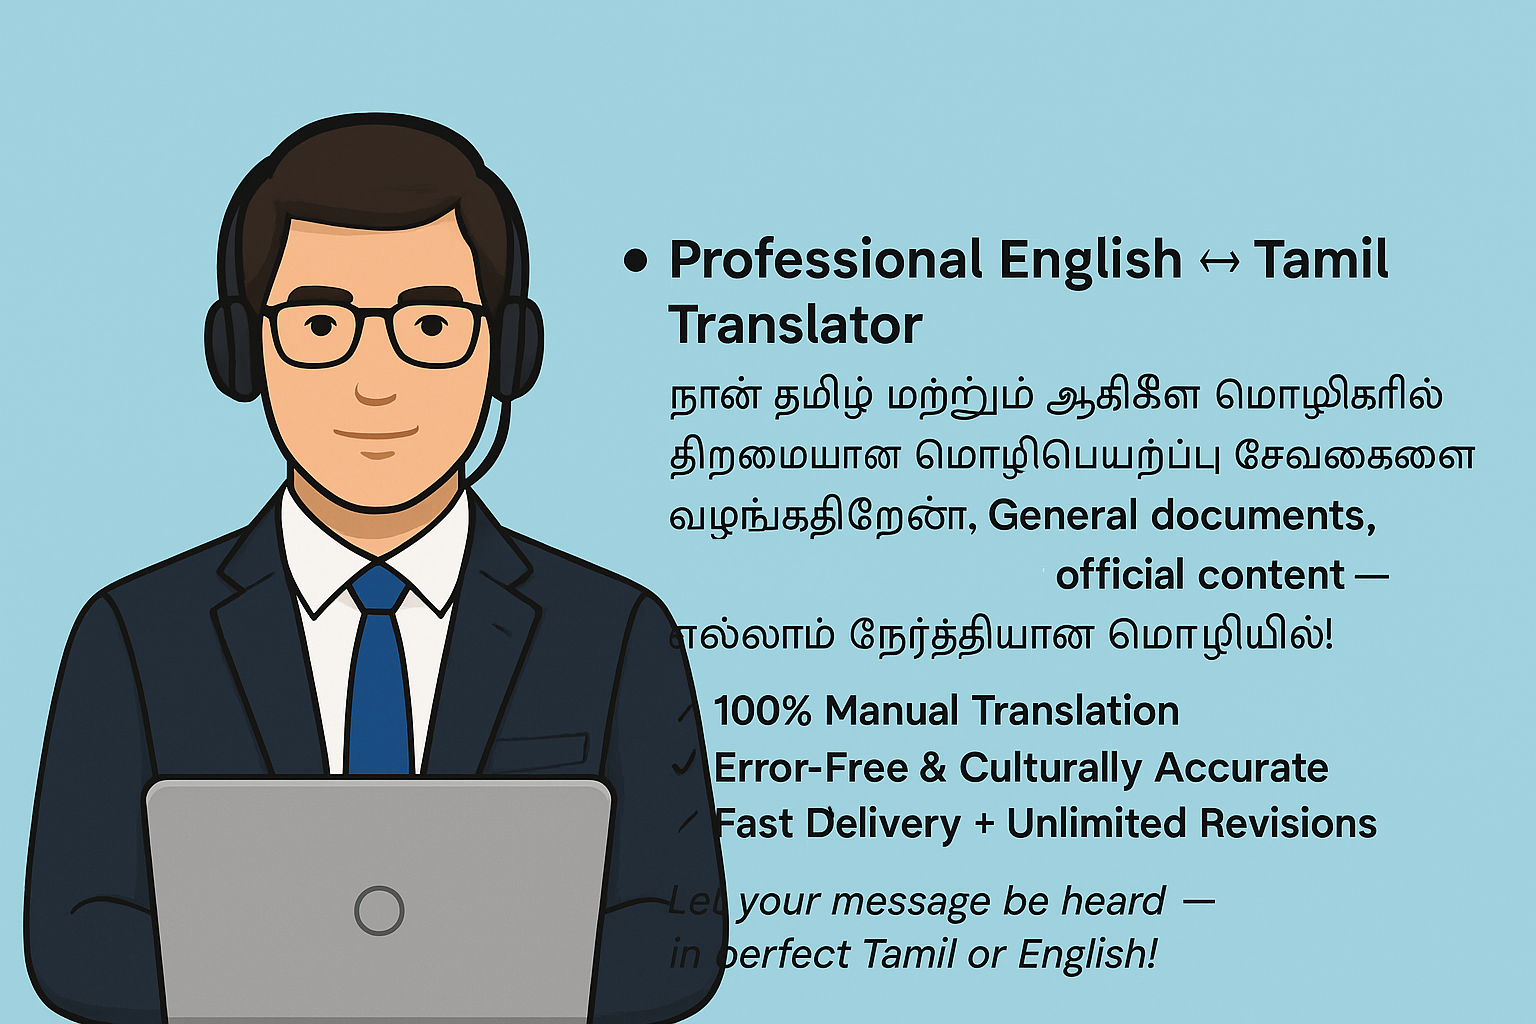 • Professional English ↔ Tamil
Translator
நான் தமிழ் மற்றும் ஆகிகீள மொழிகரில்
திறமையான மொழிபெயற்ப்பு சேவகைளை
வழங்கதிறேன், General documents,
official content —
எல்லாம் நேர்த்தியான மொழியில்!
✓ 100% Manual Translation
✓ Error-Free & Culturally Accurate
✓ Fast Delivery + Unlimited Revisions
Let your message be heard —
in perfect Tamil or English!